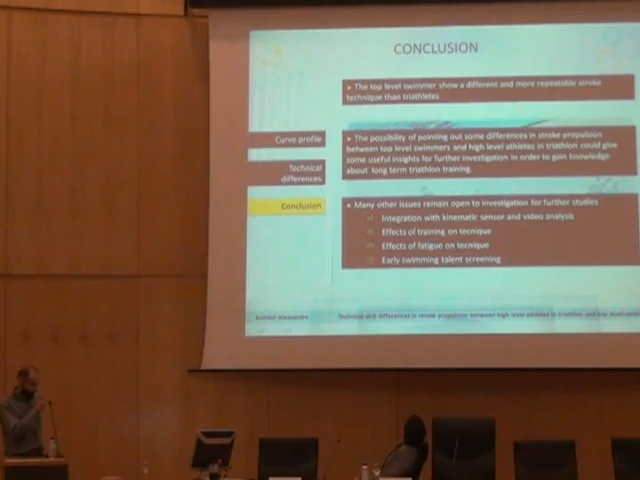 CONCLUSION
▸ The top level swimmer show a different and more repeatable stroke
technique than triathletes
Curve profile
Technical
differences
Conclusion
▸ The possibility of pointing out some differences in stroke propulsion
between top level swimmers and high level athletes in triathlon could give
some useful insights for further investigation in order to gain knowledge
about long term triathlon training.
▸ Many other issues remain open to investigation for further studies
Integration with kinematic sensor and video analysis
Effects of training on tecnique
Effects of fatigue on tecnique
Early swimming talent screening
Alessandro
Technical skill differences in stroke propulsion between high level athletes in triathlon and top level